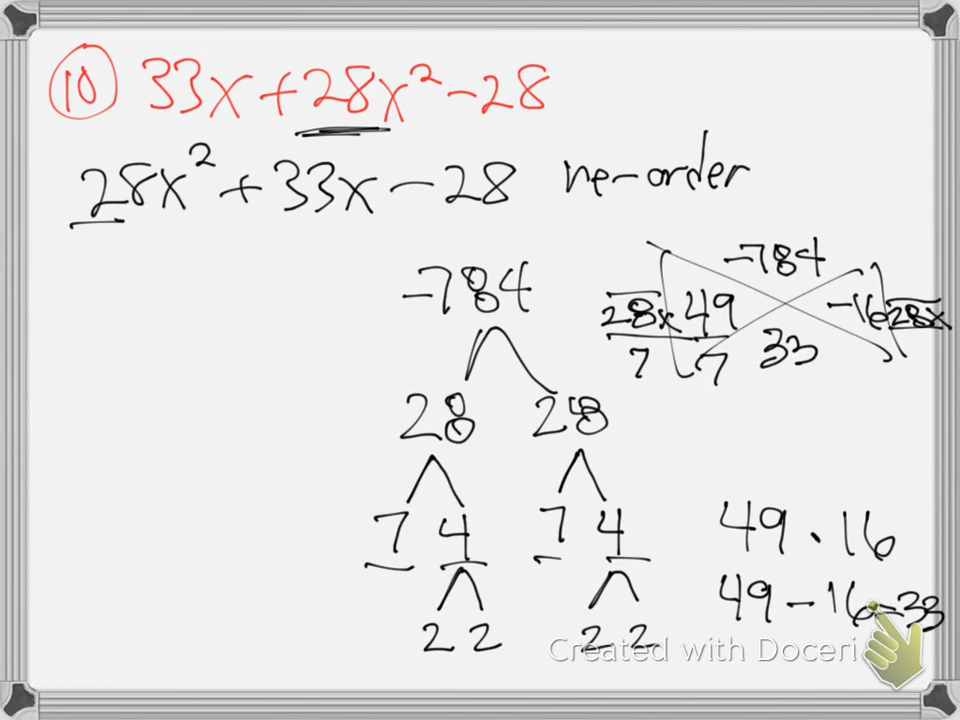 10 33x + 28x² - 28
28x² + 33x - 28 re-order
-784
-784
28x 49 -16 28x
7 7 33
28 28
7 4 7 4
49 · 16
49 - 16 = 33
2 2 2 2
Created with Doceri